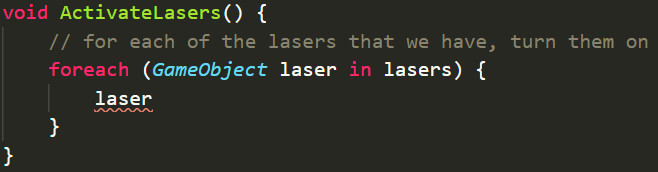 void ActivateLasers() {
// for each of the lasers that we have, turn them on
foreach (GameObject laser in lasers) {
laser
}
}